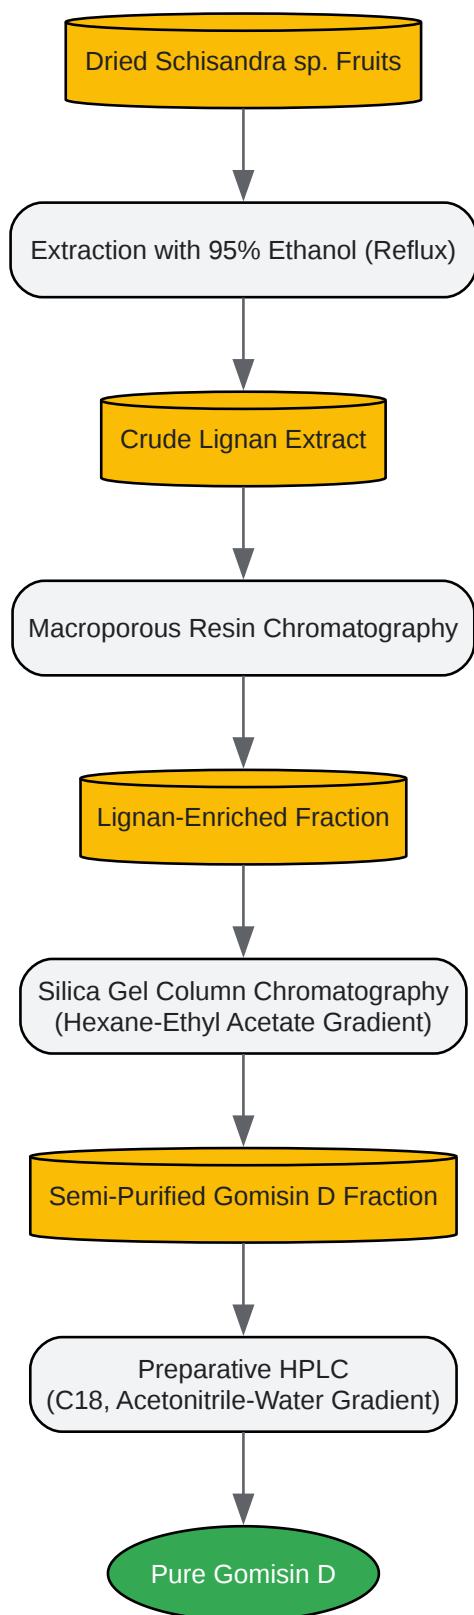 Dried Schisandra sp. Fruits
Extraction with 95% Ethanol (Reflux)
Crude Lignan Extract
Macroporous Resin Chromatography
Lignan-Enriched Fraction
Silica Gel Column Chromatography
(Hexane-Ethyl Acetate Gradient)
Semi-Purified Gomisin D Fraction
Preparative HPLC
(C18, Acetonitrile-Water Gradient)
Pure Gomisin D